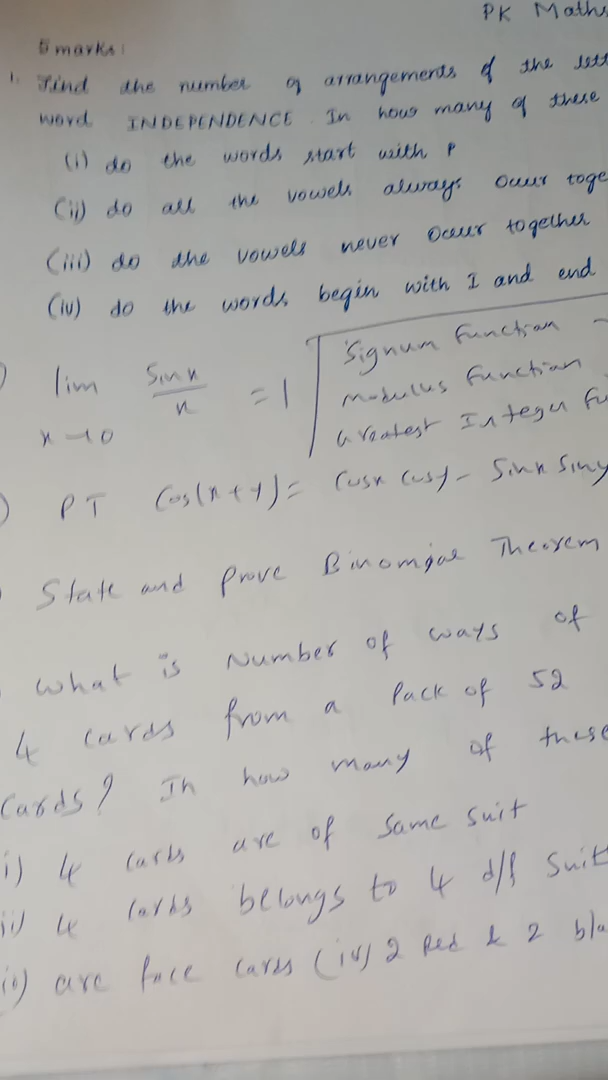 PK Maths
5 marks:
1. Find the number of arrangements of the lett
word INDEPENDENCE. In how many of these
(i) do the words start with P
(ii) do all the vowels always occur toge
(iii) do the vowels never occur together
(iv) do the words begin with I and end
lim x→0 sinx/x = 1
Signum Function
modulus Function
Greatest Integer Fu
PT Cos(x+y) = Cosx Cosy - Sinx Siny
State and prove Binomial Theorem
What is Number of ways of
4 cards from a Pack of 52
Cards? In how many of these
i) 4 cards are of same suit
ii) 4 cards belongs to 4 d/f suit
iii) are face cards (iv) 2 Red & 2 bla